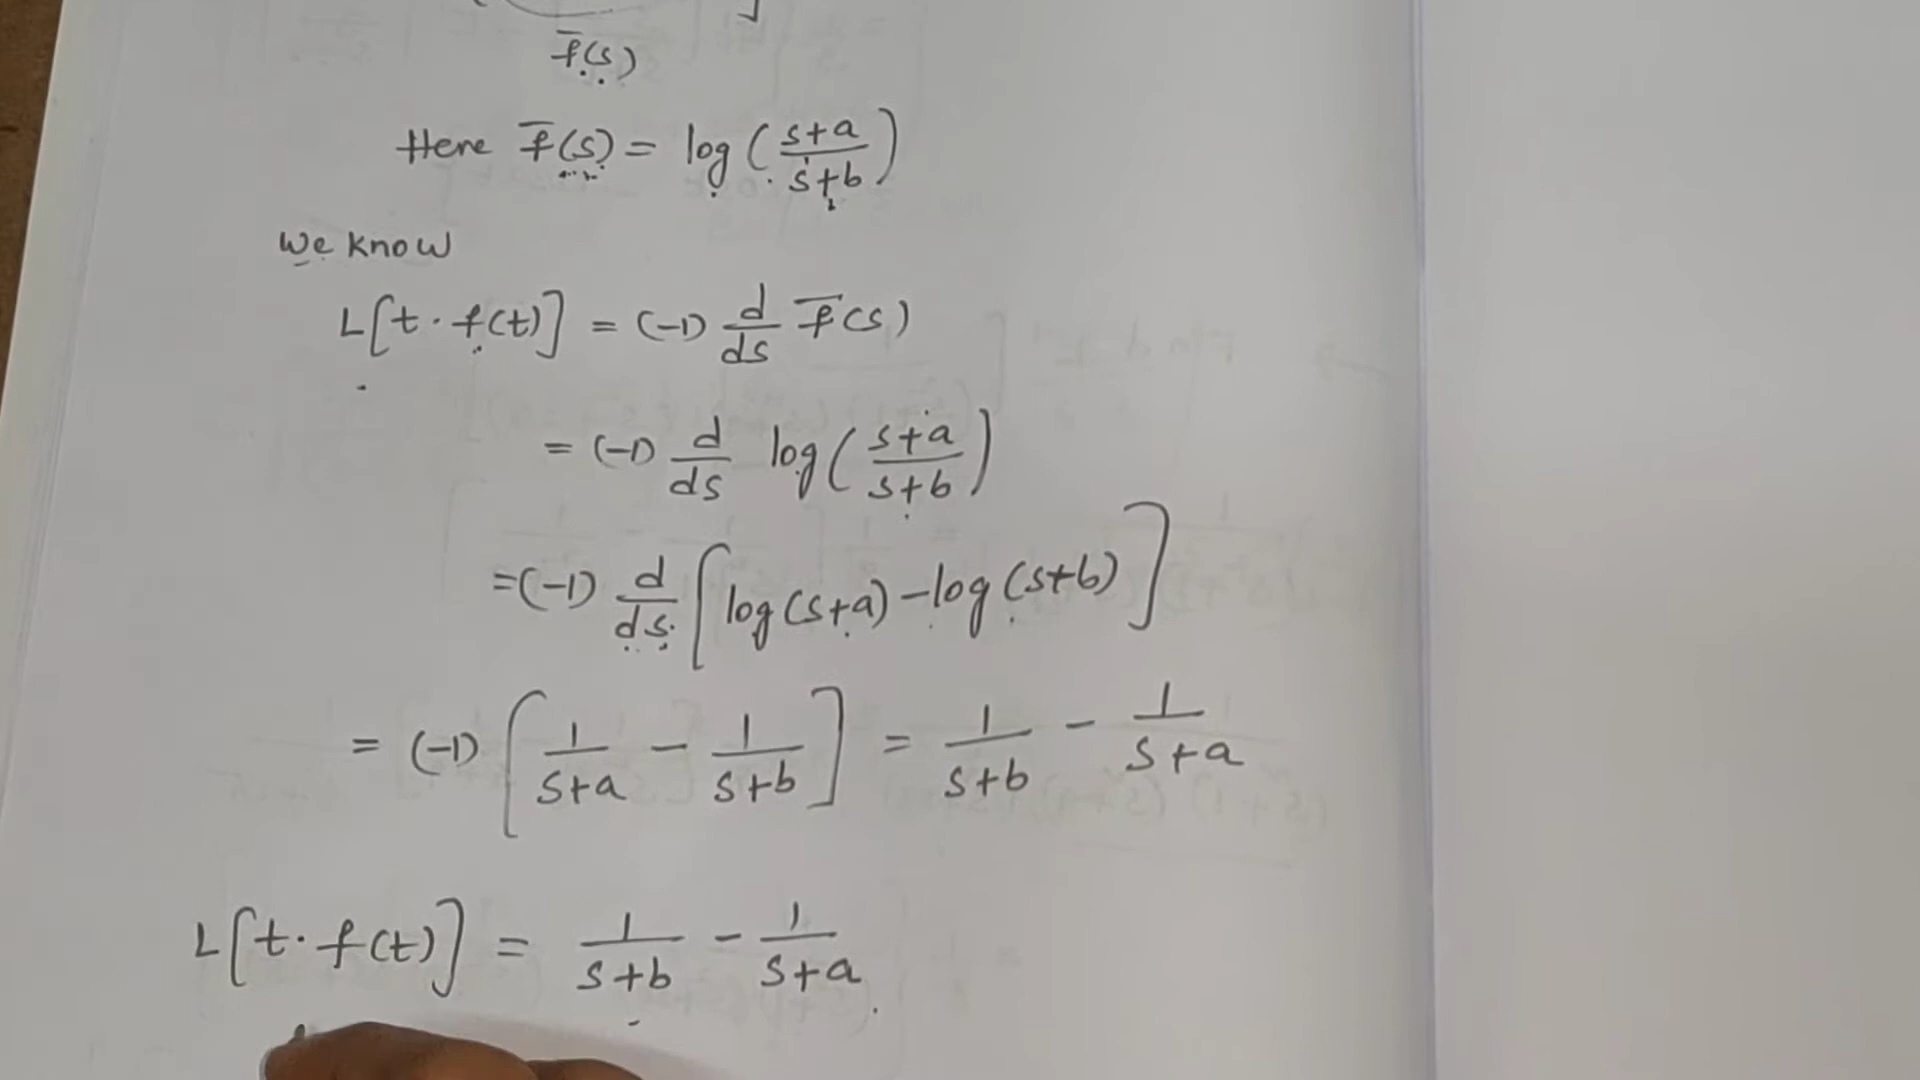 f̄(s)
Here f̄(s) = log (s+a / s+b)
We know
L[t·f(t)] = (-1) d/ds f̄(s)
= (-1) d/ds log (s+a / s+b)
= (-1) d/ds [log(s+a) - log(s+b)]
= (-1) [1/s+a - 1/s+b] = 1/s+b - 1/s+a
L[t·f(t)] = 1/s+b - 1/s+a